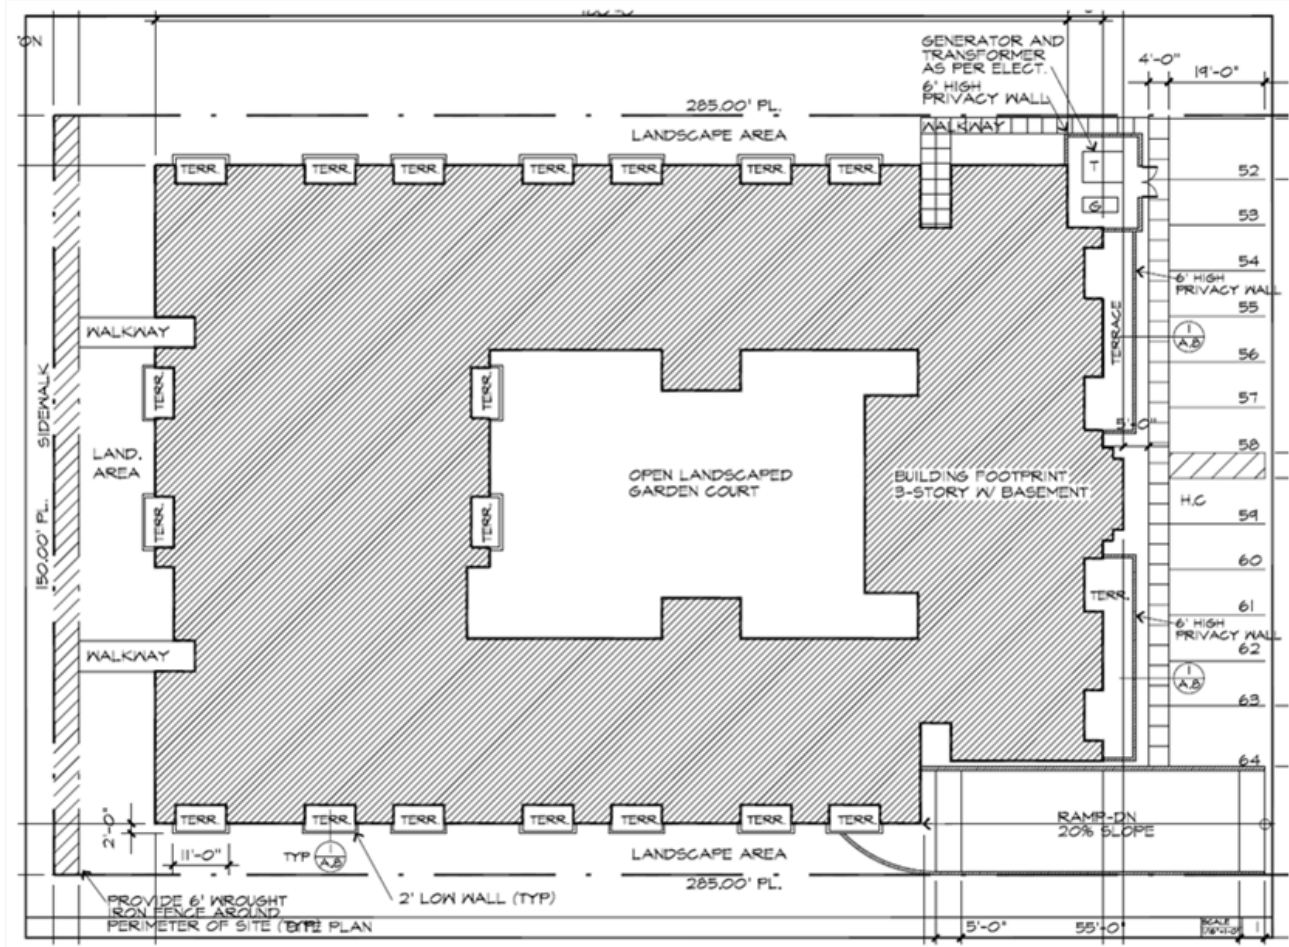 GENERATOR AND
TRANSFORMER
AS PER ELECT.
6' HIGH
PRIVACY WALL
4'-0"
19'-0"
285.00' PL.
LANDSCAPE AREA
WALKWAY
TERR.
TERR.
TERR.
TERR.
TERR.
TERR.
TERR.
T
G
52
53
54
6' HIGH
PRIVACY WALL
55
TERRACE
1
A.8
56
57
58
5'-0"
WALKWAY
SIDEWALK
150.00' PL.
TERR.
TERR.
LAND.
AREA
TERR.
TERR.
OPEN LANDSCAPED
GARDEN COURT
BUILDING FOOTPRINT
3-STORY W/ BASEMENT
H.C
59
60
TERR.
61
6' HIGH
PRIVACY WALL
62
1
A.8
63
64
WALKWAY
TERR.
TERR.
TERR.
TERR.
TERR.
TERR.
TERR.
RAMP-DN
20% SLOPE
2'-0"
11'-0"
TYP
1
A.8
LANDSCAPE AREA
285.00' PL.
2' LOW WALL (TYP)
PROVIDE 6' WROUGHT
IRON FENCE AROUND
PERIMETER OF SITE PLAN
5'-0"
55'-0"
SCALE
1